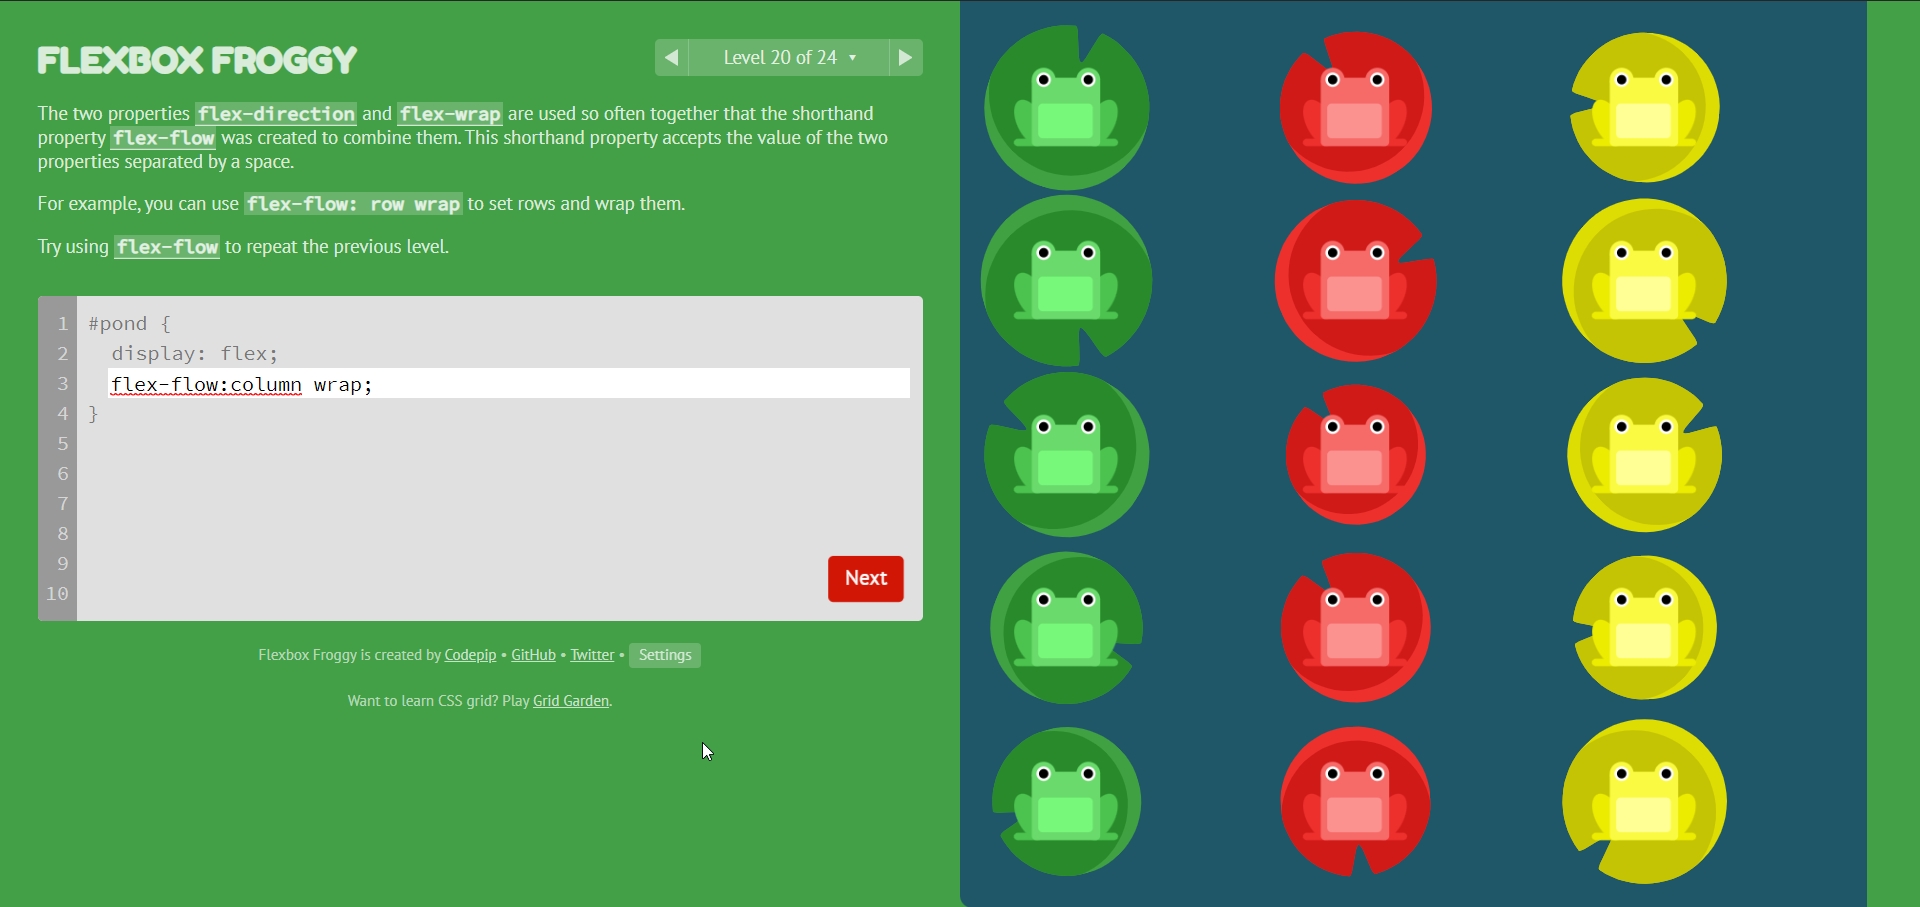 FLEXBOX FROGGY
Level 20 of 24
The two properties flex-direction and flex-wrap are used so often together that the shorthand
property flex-flow was created to combine them. This shorthand property accepts the value of the two
properties separated by a space.
For example, you can use flex-flow: row wrap to set rows and wrap them.
Try using flex-flow to repeat the previous level.
1 #pond {
2 display: flex;
3 flex-flow:column wrap;
4 }
5
6
7
8
9
10
Next
Flexbox Froggy is created by Codepip • GitHub • Twitter • Settings
Want to learn CSS grid? Play Grid Garden.